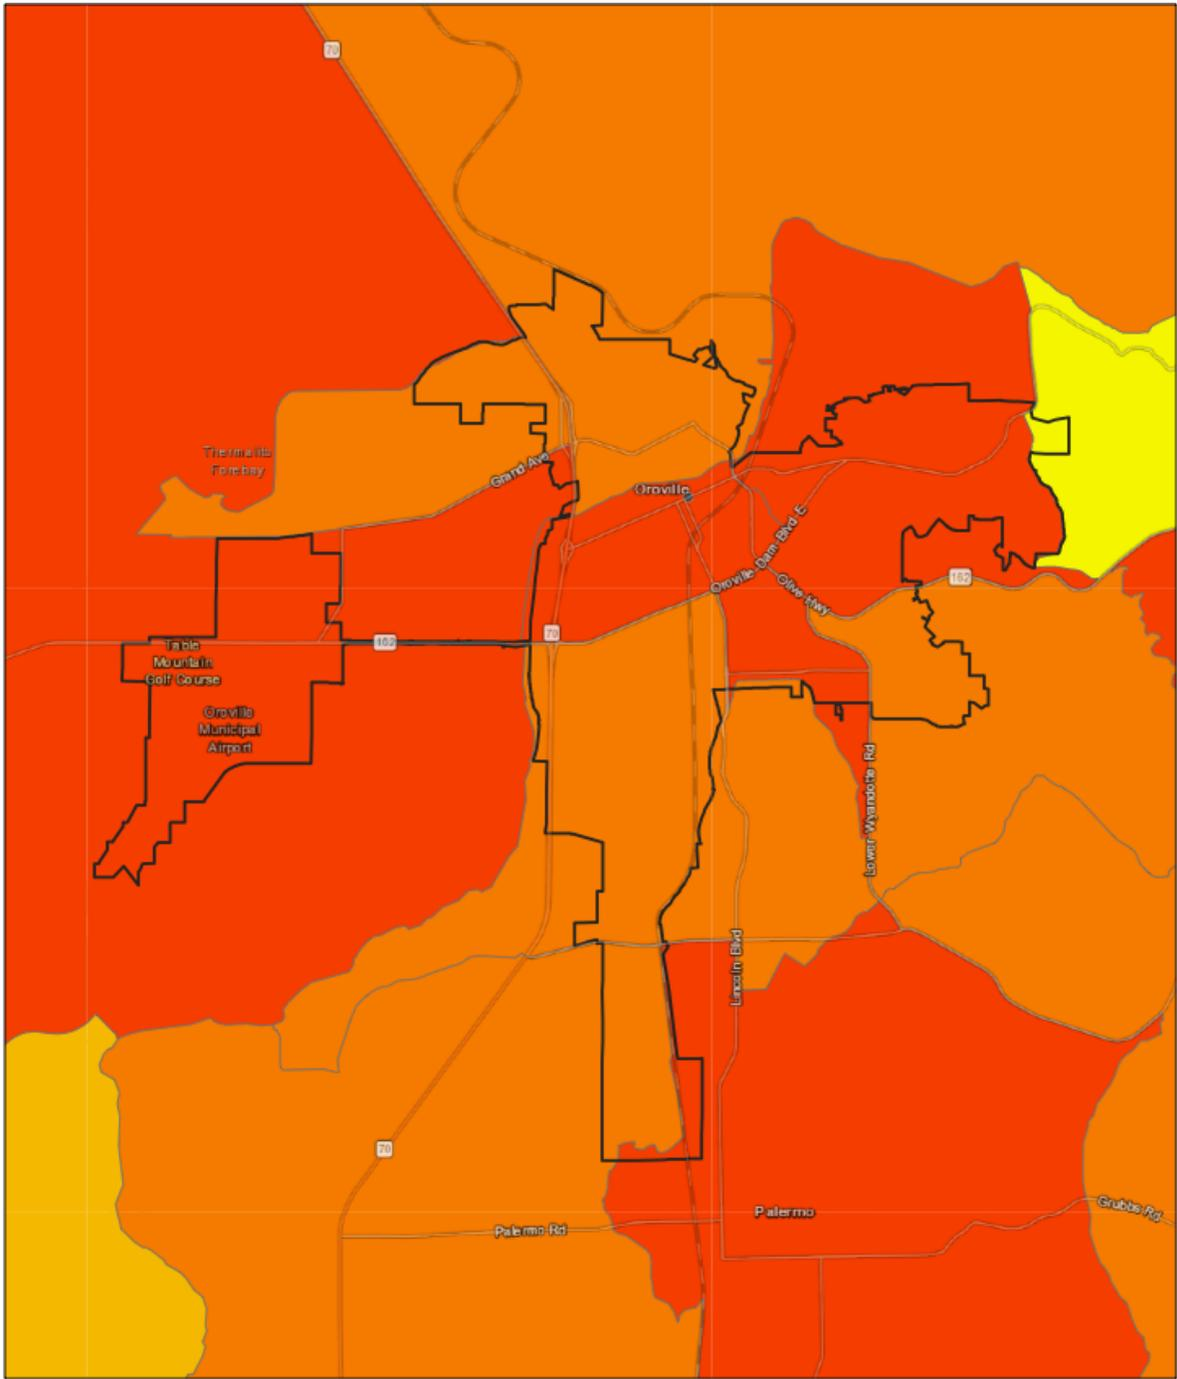 70
Thermalito
Forebay
Grand Ave
Oroville
Oroville-Dam-Blvd E
Olive Hwy
162
70
162
Table
Mountain
Golf Course
Oroville
Municipal
Airport
Lower Wyandotte Rd
Lincoln Blvd
70
Palermo
Grubbs Rd
Palermo Rd